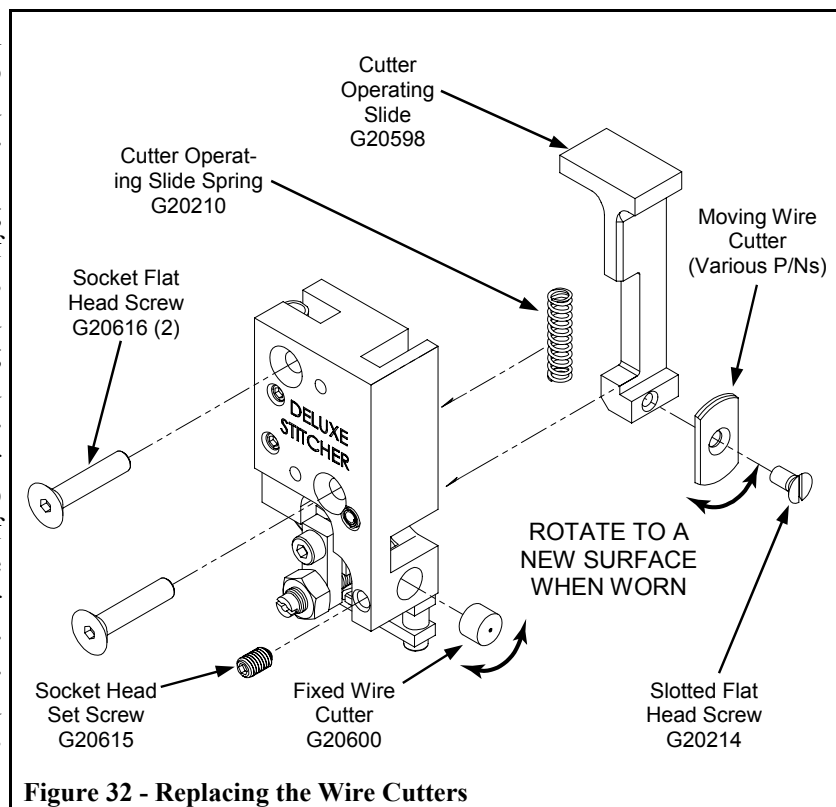 Cutter
Operating
Slide
G20598
Cutter Operat-
ing Slide Spring
G20210
Moving Wire
Cutter
(Various P/Ns)
Socket Flat
Head Screw
G20616 (2)
DELUXE
STITCHER
ROTATE TO A
NEW SURFACE
WHEN WORN
Socket Head
Set Screw
G20615
Fixed Wire
Cutter
G20600
Slotted Flat
Head Screw
G20214
Figure 32 - Replacing the Wire Cutters